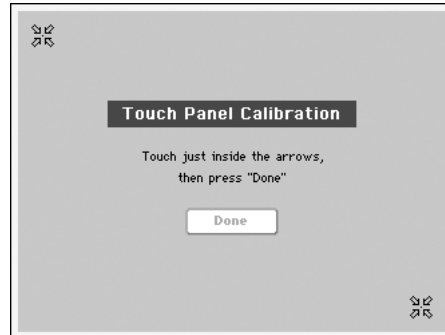 Touch Panel Calibration
Touch just inside the arrows,
then press "Done"
Done